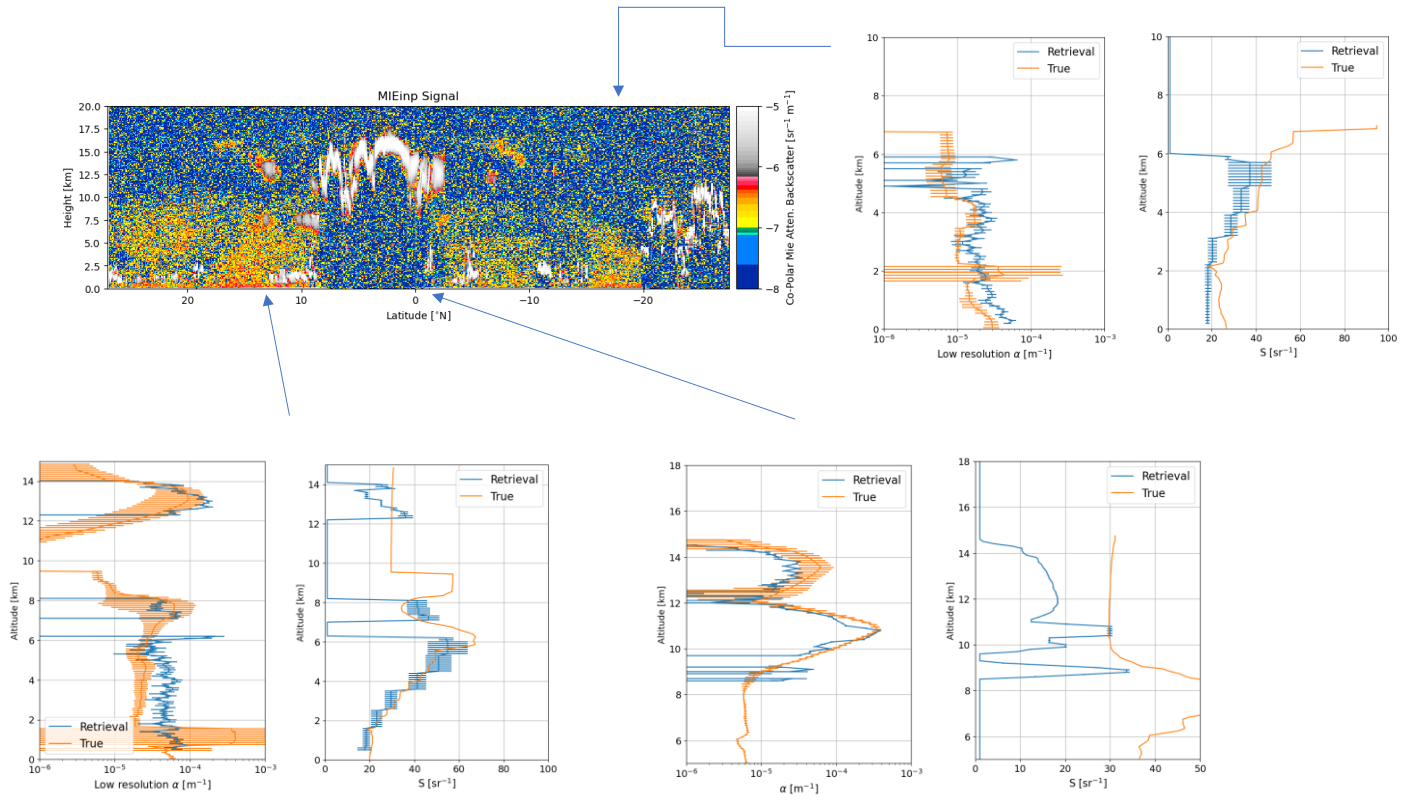 MIEinp Signal
20.0
17.5
15.0
12.5
10.0
7.5
5.0
2.5
0.0
Height [km]
20 10 0 −10 −20
Latitude [°N]
−5
−6
−7
−8
Co-Polar Mie Atten. Backscatter [sr⁻¹ m⁻¹]
Retrieval
True
10
8
6
4
2
0
Altitude [km]
10⁻⁶ 10⁻⁵ 10⁻⁴ 10⁻³
Low resolution α [m⁻¹]
Retrieval
True
10
8
6
4
2
0
Altitude [km]
0 20 40 60 80 100
S [sr⁻¹]
14
12
10
8
6
4
2
0
Altitude [km]
Retrieval
True
10⁻⁶ 10⁻⁵ 10⁻⁴ 10⁻³
Low resolution α [m⁻¹]
Retrieval
True
14
12
10
8
6
4
2
0
Altitude [km]
0 20 40 60 80 100
S [sr⁻¹]
Retrieval
True
18
16
14
12
10
8
6
Altitude [km]
10⁻⁶ 10⁻⁵ 10⁻⁴ 10⁻³
α [m⁻¹]
Retrieval
True
18
16
14
12
10
8
6
Altitude [km]
0 10 20 30 40 50
S [sr⁻¹]